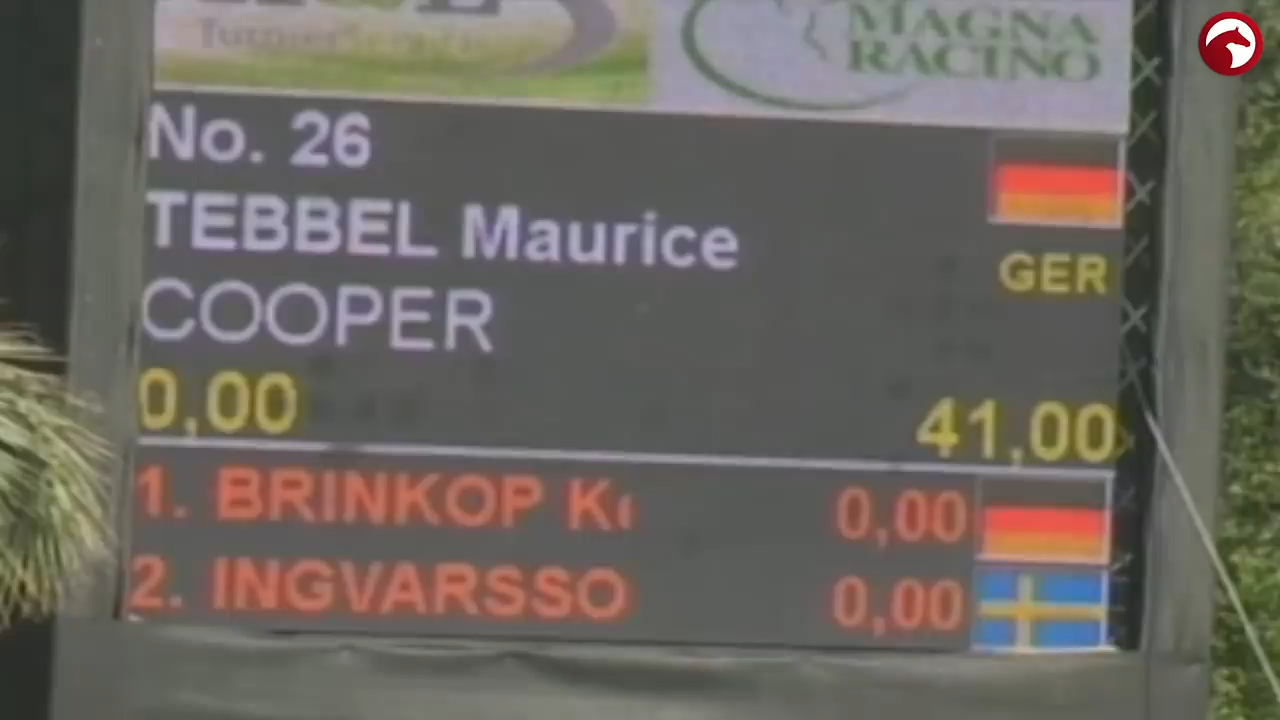 MAGNA
RACINO
No. 26
TEBBEL Maurice
GER
COOPER
0,00
41,00
1. BRINKOP
0,00
2. INGVARSSO
0,00